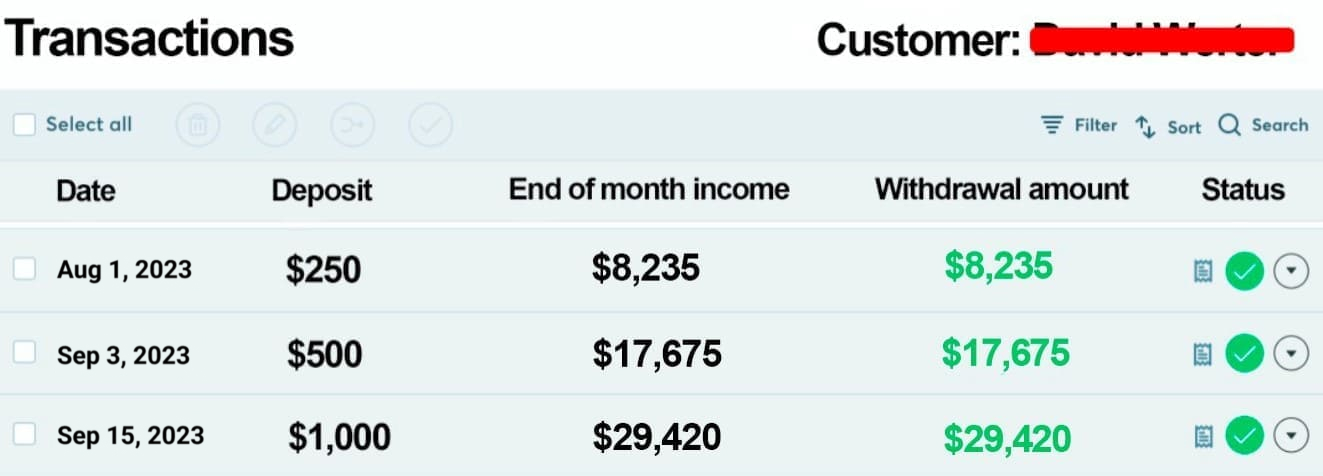 Transactions Customer:
Select all Filter Sort Search
Date Deposit End of month income Withdrawal amount Status
Aug 1, 2023 $250 $8,235 $8,235
Sep 3, 2023 $500 $17,675 $17,675
Sep 15, 2023 $1,000 $29,420 $29,420